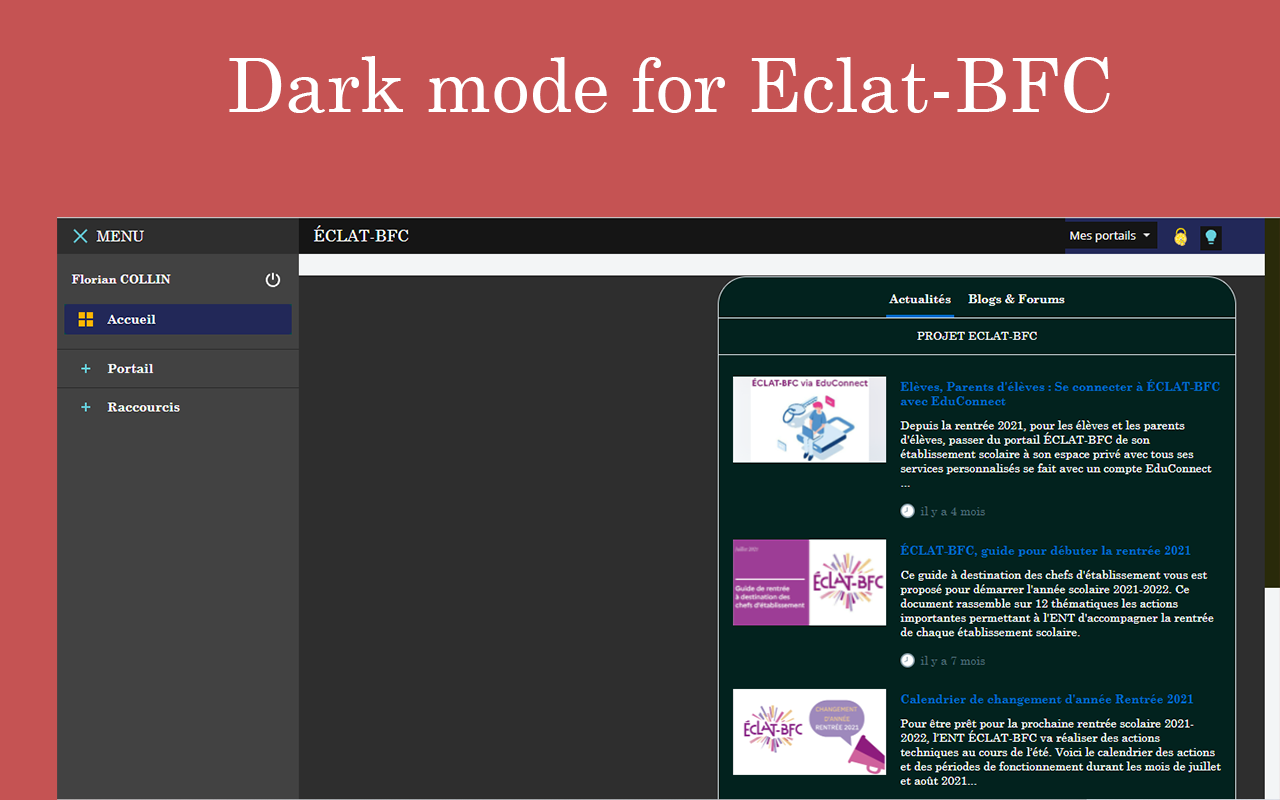 Dark mode for Eclat-BFC
MENU
ÉCLAT-BFC
Mes portails
Florian COLLIN
Accueil
Portail
Raccourcis
Actualités Blogs & Forums
PROJET ECLAT-BFC
ÉCLAT-BFC via EduConnect
Elèves, Parents d'élèves : Se connecter à ÉCLAT-BFC
avec EduConnect
Depuis la rentrée 2021, pour les élèves et les parents
d'élèves, passer du portail ÉCLAT-BFC de son
établissement scolaire à son espace privé avec tous ses
services personnalisés se fait avec un compte EduConnect
...
il y a 4 mois
Juillet 2021
Guide de rentrée
à destination des
chefs d'établissement
ÉCLAT-BFC
ÉCLAT-BFC, guide pour débuter la rentrée 2021
Ce guide à destination des chefs d'établissement vous est
proposé pour démarrer l'année scolaire 2021-2022. Ce
document rassemble sur 12 thématiques les actions
importantes permettant à l'ENT d'accompagner la rentrée
de chaque établissement scolaire.
il y a 7 mois
ÉCLAT-BFC
CHANGEMENT
D'ANNÉE
RENTRÉE 2021
Calendrier de changement d'année Rentrée 2021
Pour être prêt pour la prochaine rentrée scolaire 2021-
2022, l'ENT ÉCLAT-BFC va réaliser des actions
techniques au cours de l'été. Voici le calendrier des actions
et des périodes de fonctionnement durant les mois de juillet
et août 2021...